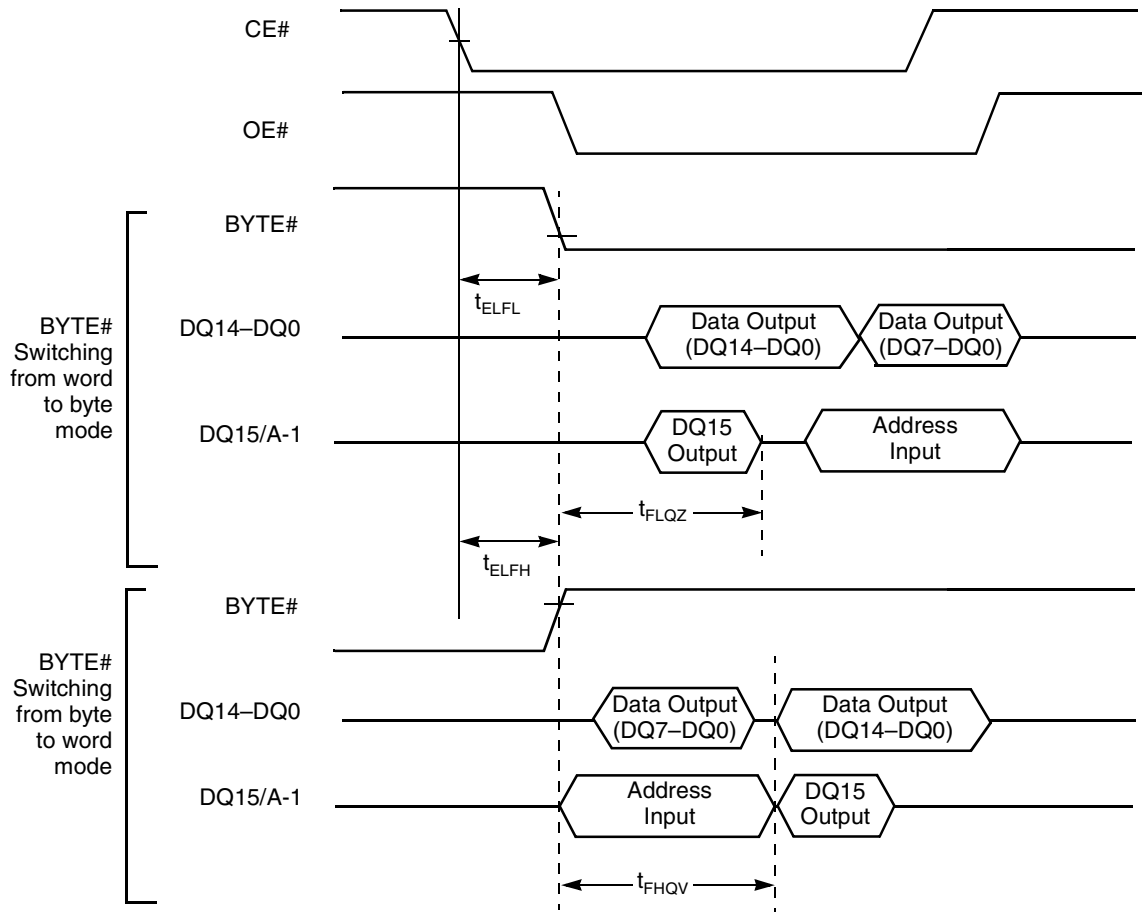 CE#
OE#
BYTE#
tELFL
BYTE#
Switching
from word
to byte
mode
DQ14–DQ0
Data Output
(DQ14–DQ0)
Data Output
(DQ7–DQ0)
DQ15/A-1
DQ15
Output
Address
Input
tFLQZ
tELFH
BYTE#
BYTE#
Switching
from byte
to word
mode
DQ14–DQ0
Data Output
(DQ7–DQ0)
Data Output
(DQ14–DQ0)
DQ15/A-1
Address
Input
DQ15
Output
tFHQV